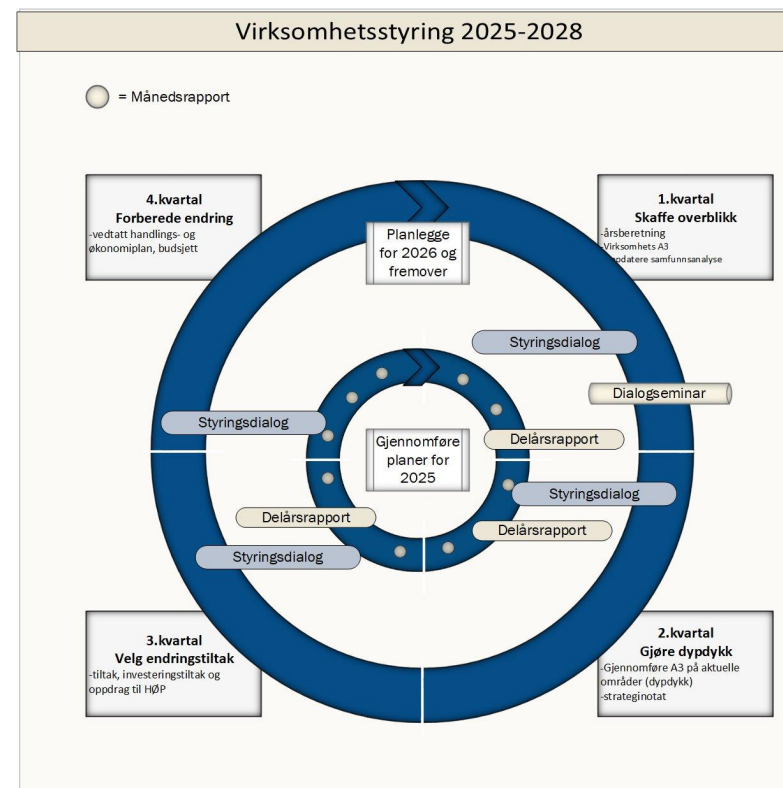 Virksomhetsstyring 2025-2028
= Månedsrapport
4.kvartal
Forberede endring
-vedtatt handlings- og
økonomiplan, budsjett
1.kvartal
Skaffe overblikk
-årsberetning
-Virksomhets A3
Planlegge
for 2026 og
fremover
samfunnsanalyse
Styringsdialog
Dialogseminar
Styringsdialog
Delårsrapport
Gjennomføre
planer for
2025
Styringsdialog
Delårsrapport
Delårsrapport
Styringsdialog
3.kvartal
Velg endringstiltak
-tiltak, investeringstiltak og
oppdrag til HØP
2.kvartal
Gjøre dypdykk
-Gjennomføre A3 på aktuelle
områder (dypdykk)
-strateginotat